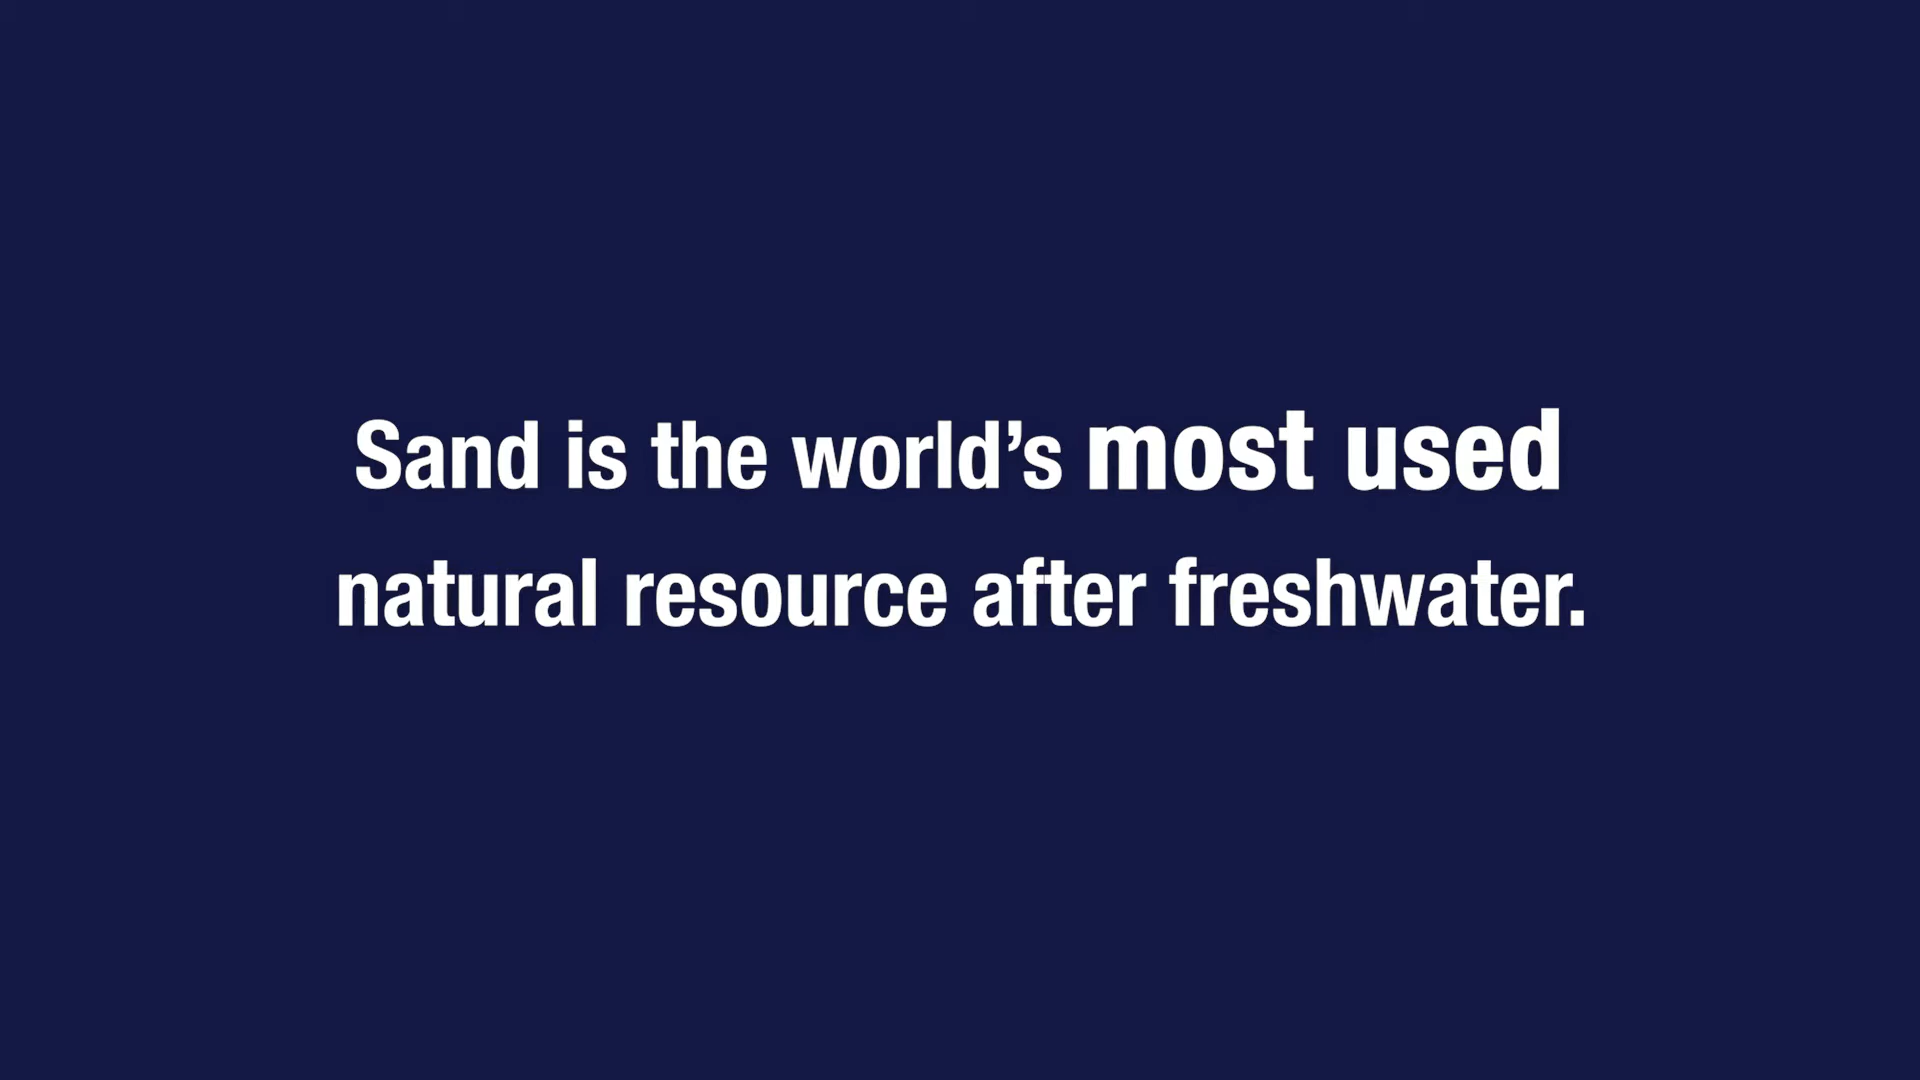 Sand is the world’s most used
natural resource after freshwater.